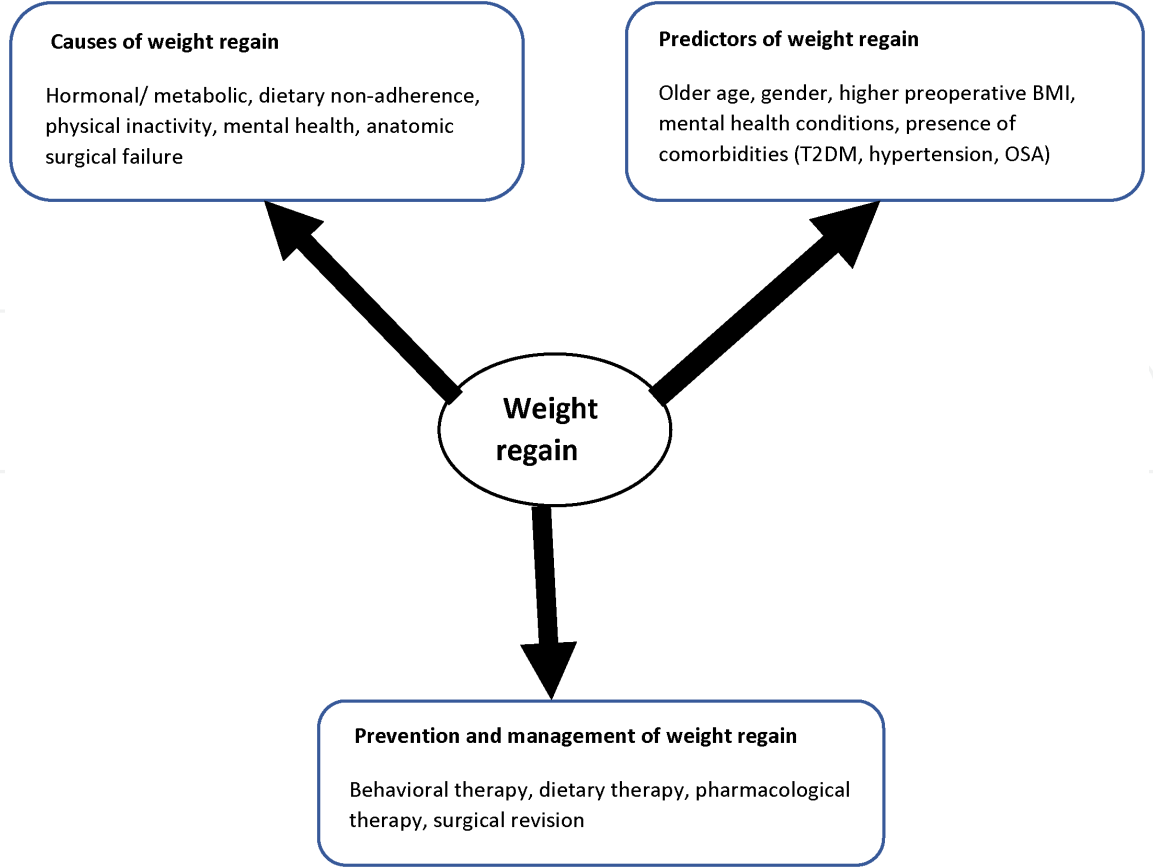 Causes of weight regain
Hormonal/ metabolic, dietary non-adherence,
physical inactivity, mental health, anatomic
surgical failure
Predictors of weight regain
Older age, gender, higher preoperative BMI,
mental health conditions, presence of
comorbidities (T2DM, hypertension, OSA)
Weight
regain
Prevention and management of weight regain
Behavioral therapy, dietary therapy, pharmacological
therapy, surgical revision